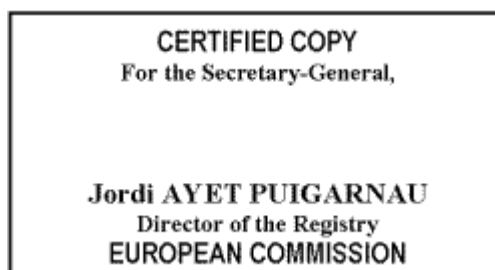 CERTIFIED COPY
For the Secretary-General,
Jordi AYET PUIGARNAU
Director of the Registry
EUROPEAN COMMISSION